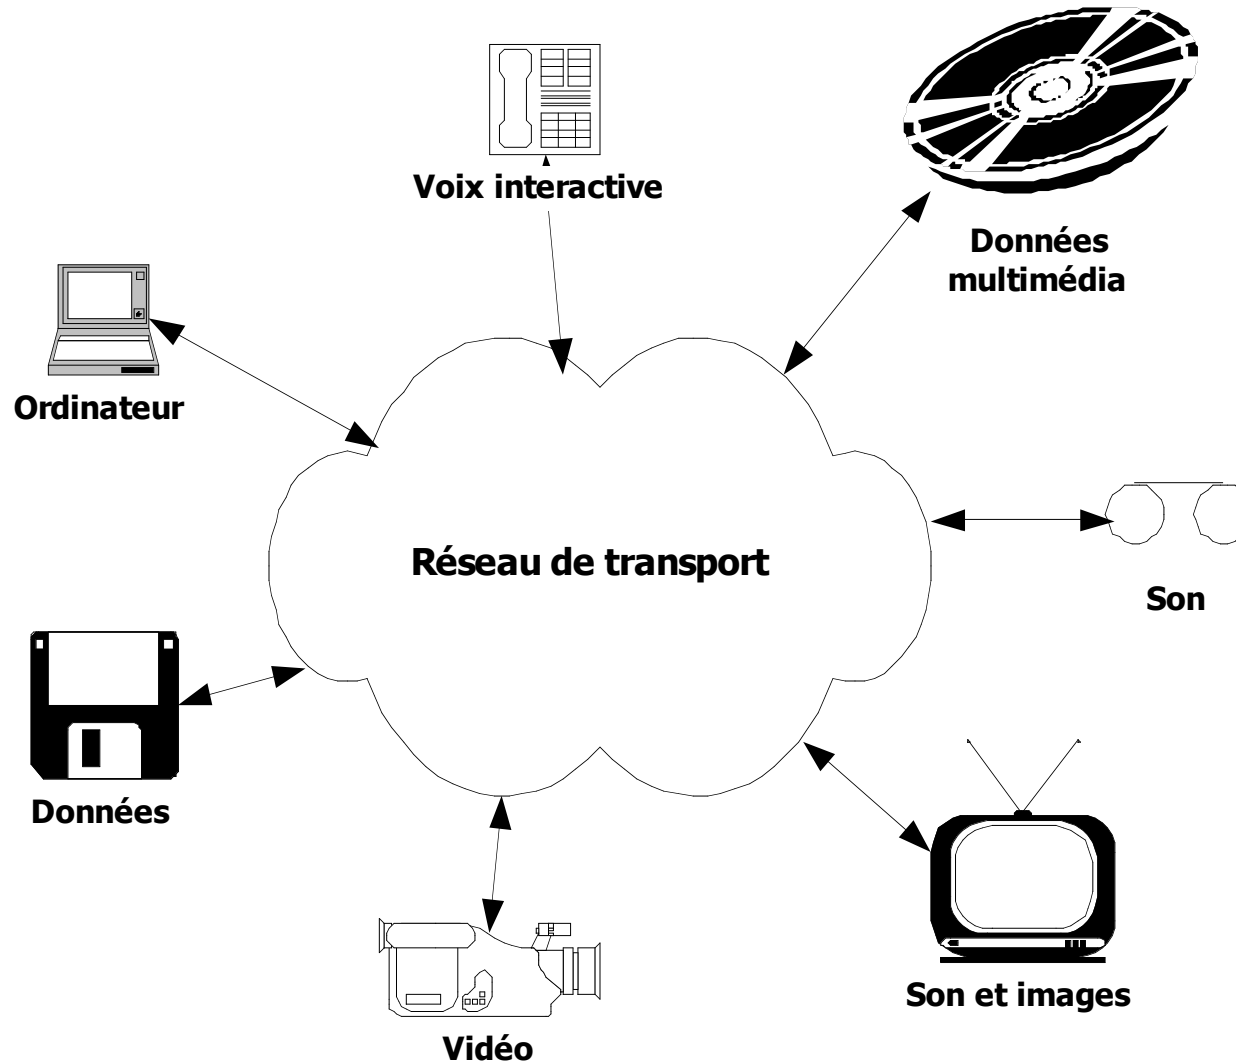 Voix interactive
Données
multimédia
Ordinateur
Réseau de transport
Son
Données
Son et images
Vidéo